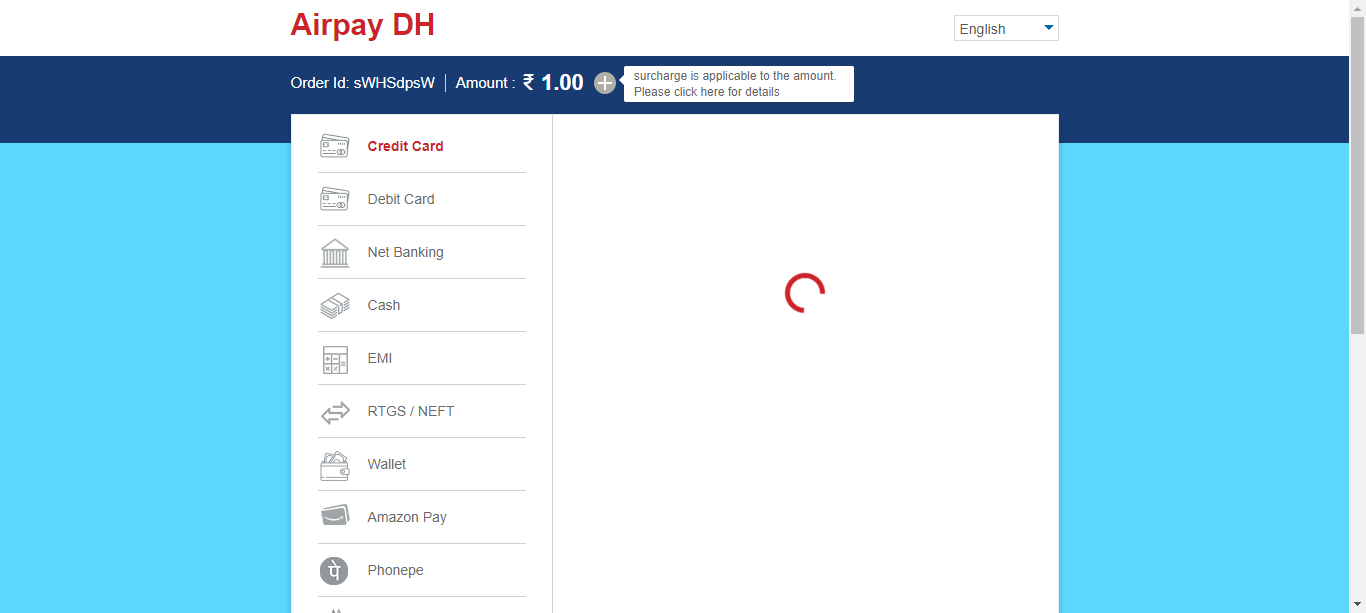 Airpay DH
English
Order Id: sWHSdpsW Amount : ₹ 1.00
surcharge is applicable to the amount.
Please click here for details
Credit Card
Debit Card
Net Banking
Cash
EMI
RTGS / NEFT
Wallet
Amazon Pay
पे Phonepe